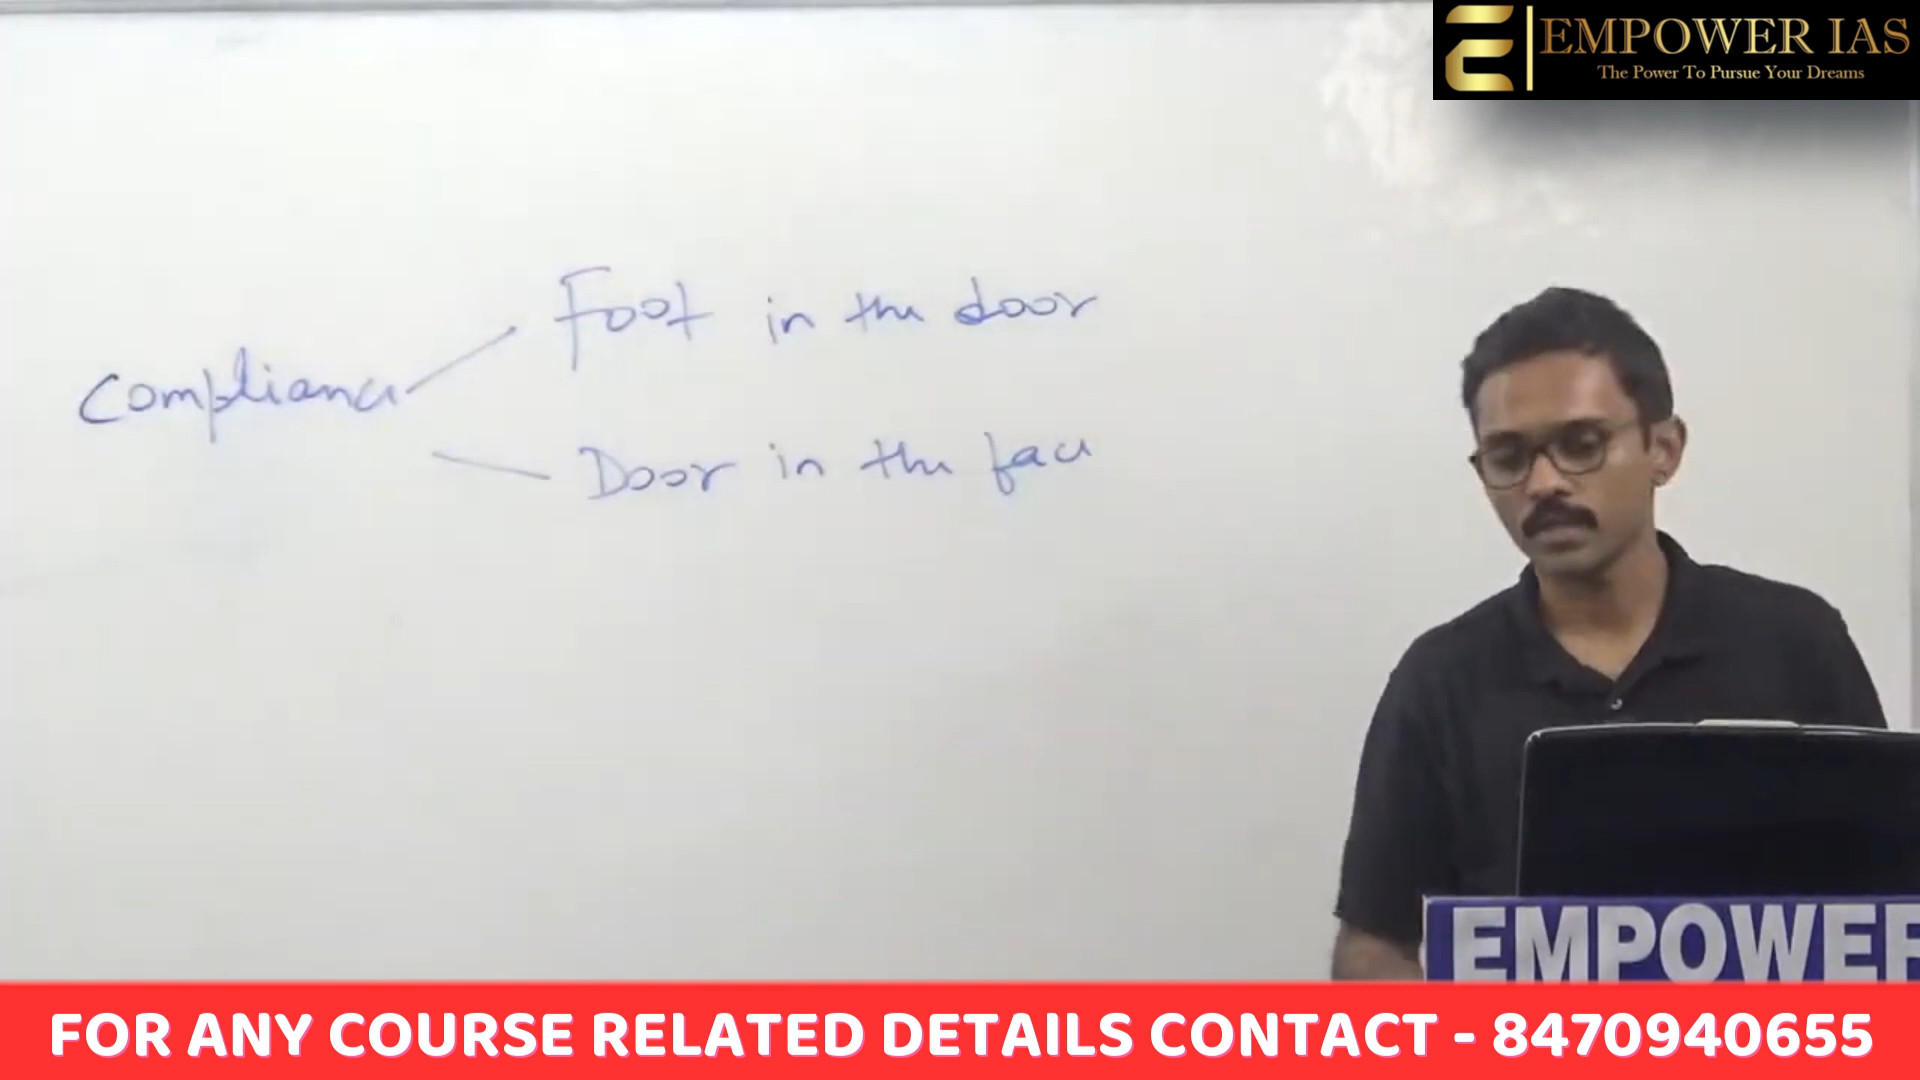 EMPOWER IAS
The Power To Pursue Your Dreams
Foot in the door
Compliance
Door in the face
EMPOWER
FOR ANY COURSE RELATED DETAILS CONTACT - 8470940655